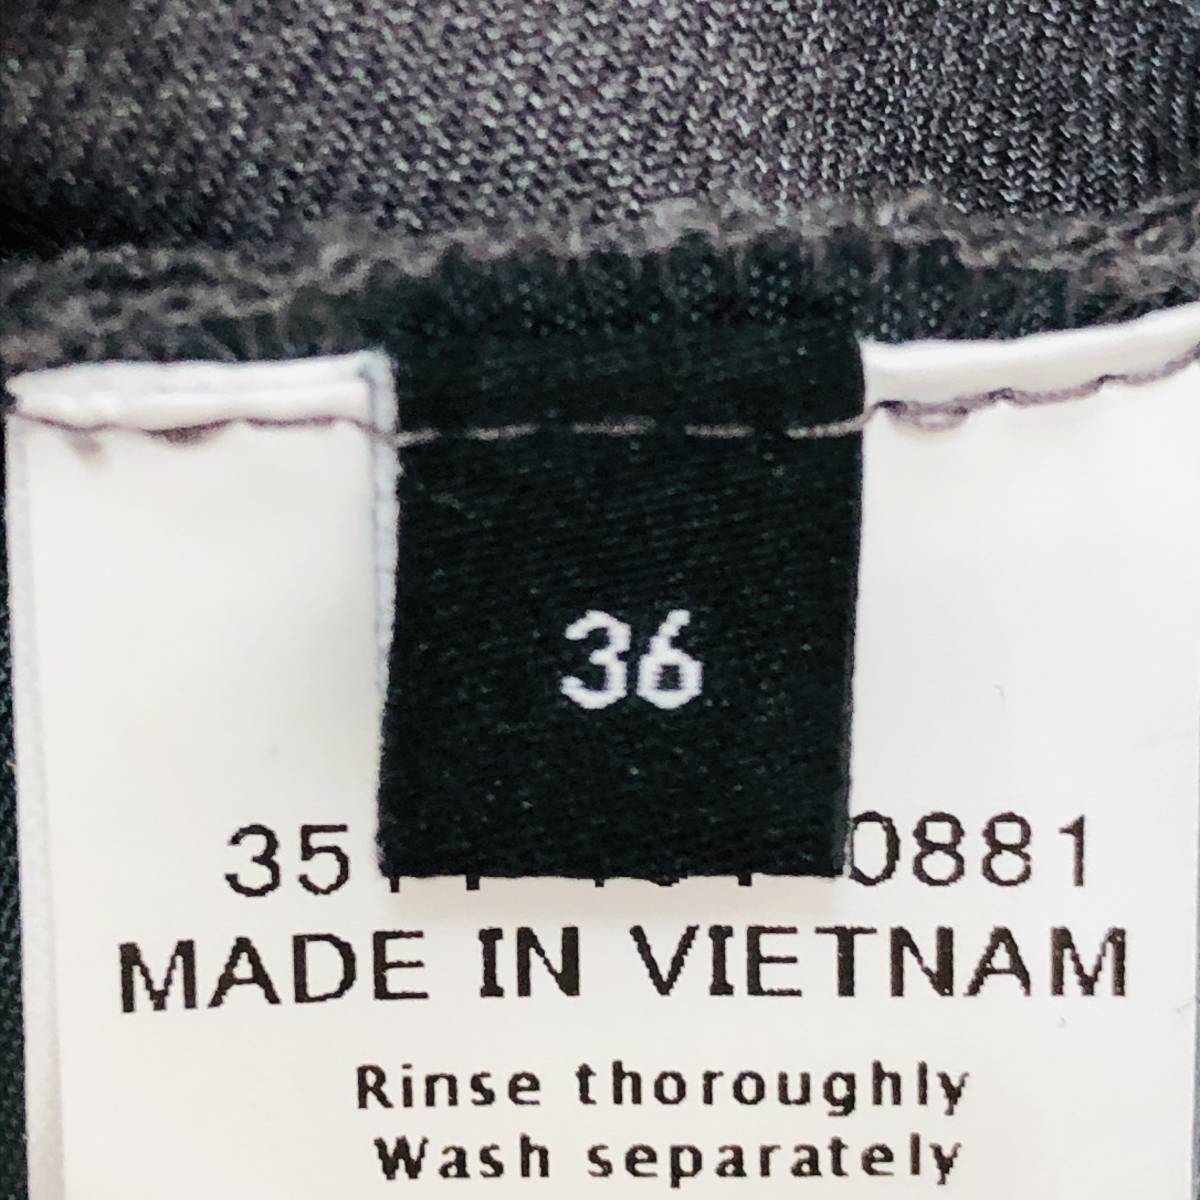 36
35 0881
MADE IN VIETNAM
Rinse thoroughly
Wash separately